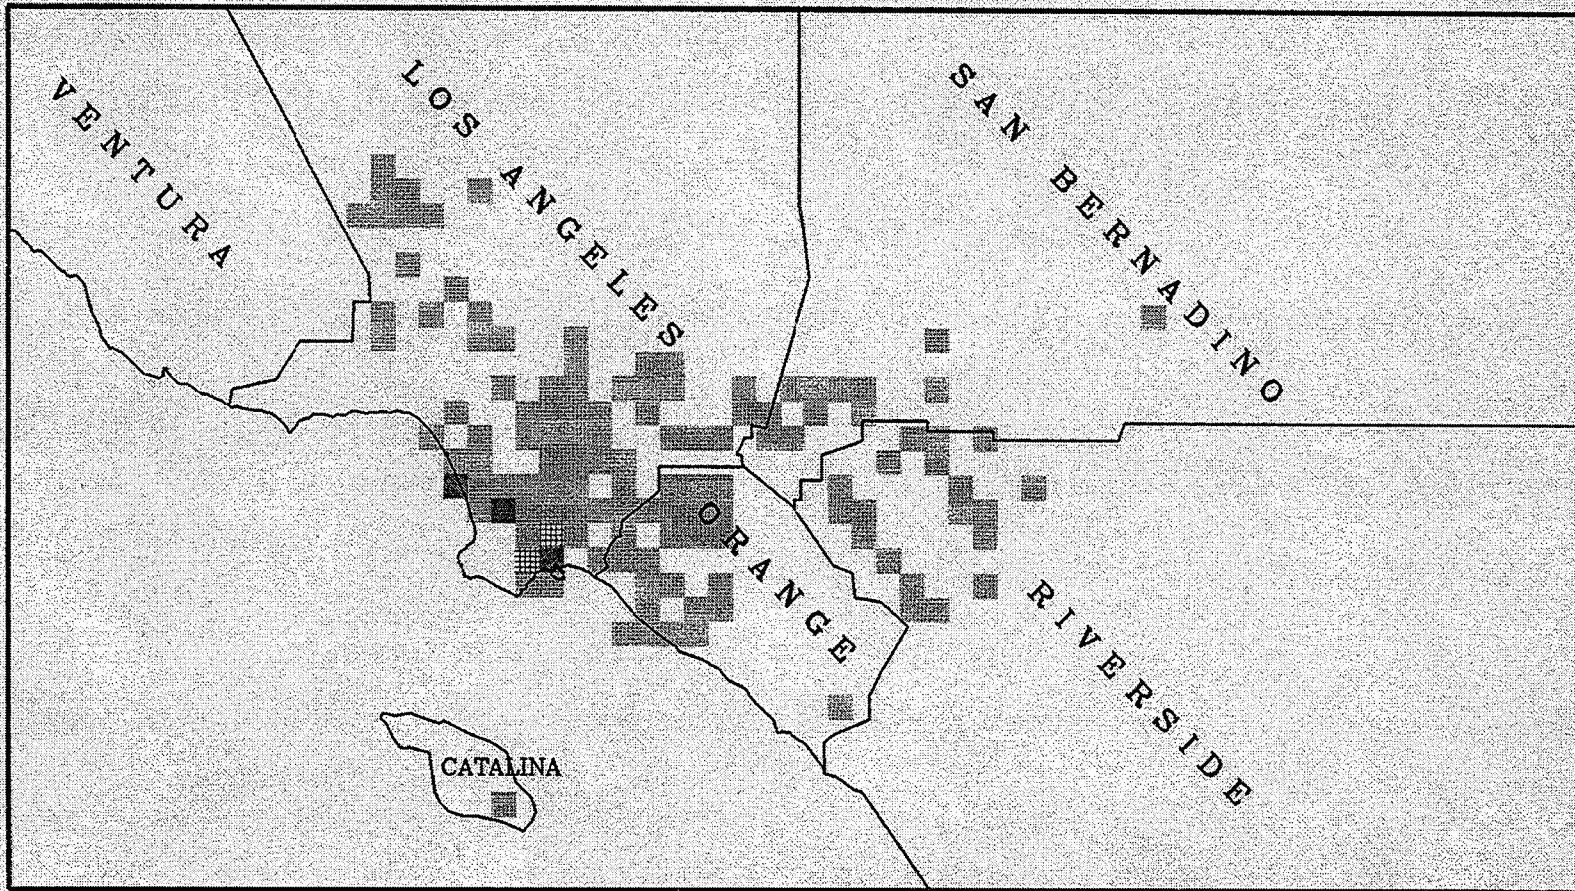 VENTURA
LOS ANGELES
SAN BERNADINO
ORANGE
RIVERSIDE
CATALINA